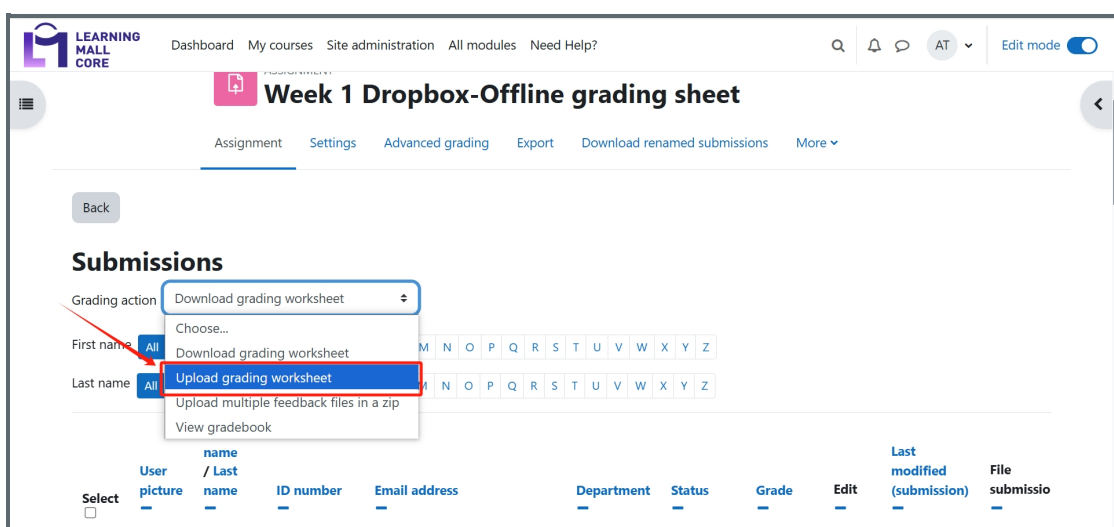 LEARNING
MALL
CORE
Dashboard My courses Site administration All modules Need Help?
AT
Edit mode
Week 1 Dropbox-Offline grading sheet
Assignment Settings Advanced grading Export Download renamed submissions More
Back
Submissions
Grading action Download grading worksheet
Choose...
First name All M N O P Q R S T U V W X Y Z
Download grading worksheet
Upload grading worksheet
Last name All M N O P Q R S T U V W X Y Z
Upload multiple feedback files in a zip
View gradebook
Select
User
picture
name
/ Last
name
ID number
Email address
Department
Status
Grade
Edit
Last
modified
(submission)
File
submissio